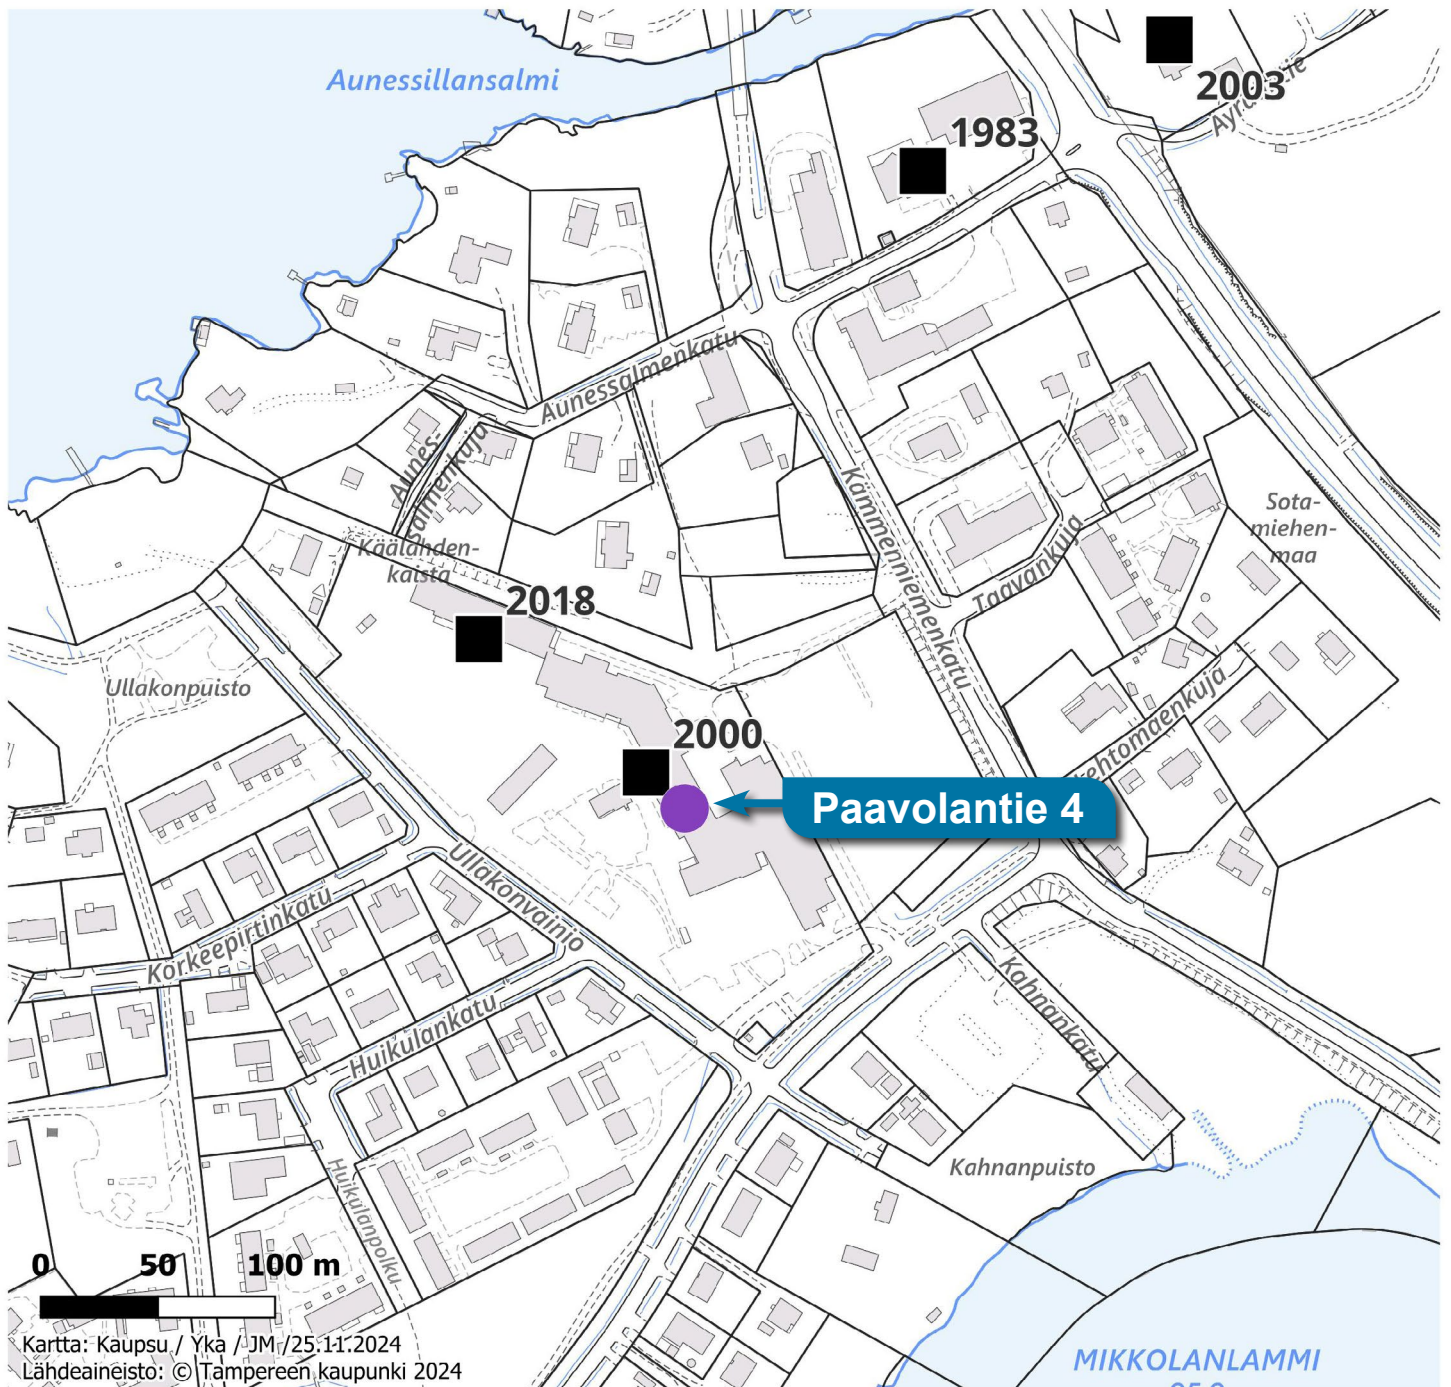 Aunessillansalmi
2003
Ayrätie
1983
Aunessalmenkatu
Aunes-
salmenkuja
Kämmenniemenkatu
Sota-
miehen-
maa
Käälahden-
kaista
Taavankuja
2018
Ullakonpuisto
2000
Paavolantie 4
Ullakonvainio
Korkeepirtinkatu
Kahnankatu
Huikulankatu
Kahnanpuisto
Huikulanpolku
0 50 100 m
Kartta: Kaupsu / Yka / JM /25.11.2024
Lähdeaineisto: © Tampereen kaupunki 2024
MIKKOLANLAMMI